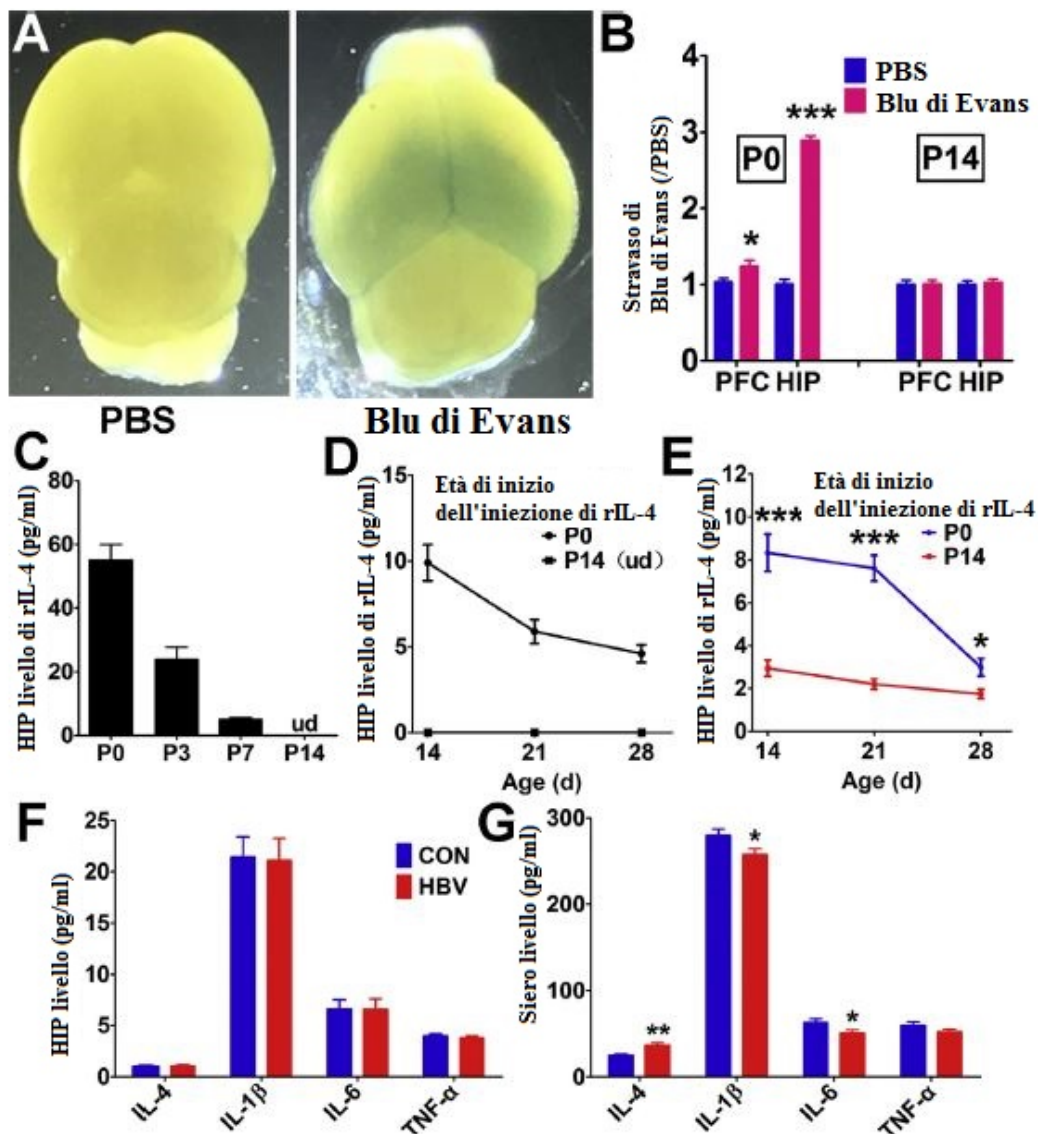 A
PBS
Blu di Evans
B
Stravaso di
Blu di Evans (/PBS)
4
3
2
1
0
PBS
Blu di Evans
P0
P14
*
***
PFC HIP
PFC HIP
C
HIP livello di rIL-4 (pg/ml)
80
60
40
20
0
ud
P0 P3 P7 P14
D
HIP livello di rIL-4 (pg/ml)
15
10
5
0
Età di inizio
dell'iniezione di rIL-4
P0
P14 (ud)
14 21 28
Age (d)
E
HIP livello di rIL-4 (pg/ml)
12
10
8
6
4
2
0
Età di inizio
dell'iniezione di rIL-4
P0
P14
***
***
*
14 21 28
Age (d)
F
HIP livello (pg/ml)
25
20
15
10
5
0
CON
HBV
IL-4 IL-1β IL-6 TNF-α
G
Siero livello (pg/ml)
300
200
100
0
**
*
*
IL-4 IL-1β IL-6 TNF-α